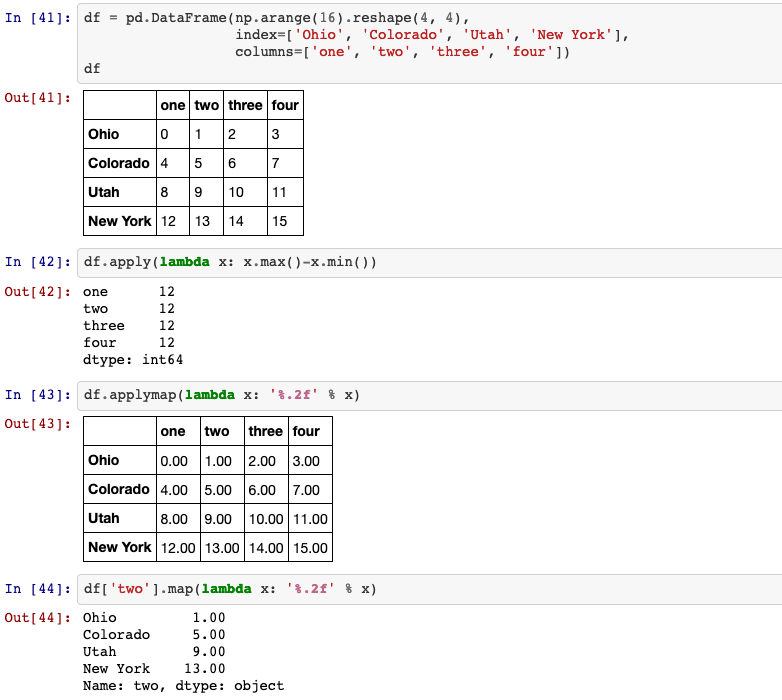 In [41]: df = pd.DataFrame(np.arange(16).reshape(4, 4),
index=['Ohio', 'Colorado', 'Utah', 'New York'],
columns=['one', 'two', 'three', 'four'])
df
Out[41]:
one two three four
Ohio 0 1 2 3
Colorado 4 5 6 7
Utah 8 9 10 11
New York 12 13 14 15
In [42]: df.apply(lambda x: x.max()-x.min())
Out[42]: one 12
two 12
three 12
four 12
dtype: int64
In [43]: df.applymap(lambda x: '%.2f' % x)
Out[43]:
one two three four
Ohio 0.00 1.00 2.00 3.00
Colorado 4.00 5.00 6.00 7.00
Utah 8.00 9.00 10.00 11.00
New York 12.00 13.00 14.00 15.00
In [44]: df['two'].map(lambda x: '%.2f' % x)
Out[44]: Ohio 1.00
Colorado 5.00
Utah 9.00
New York 13.00
Name: two, dtype: object